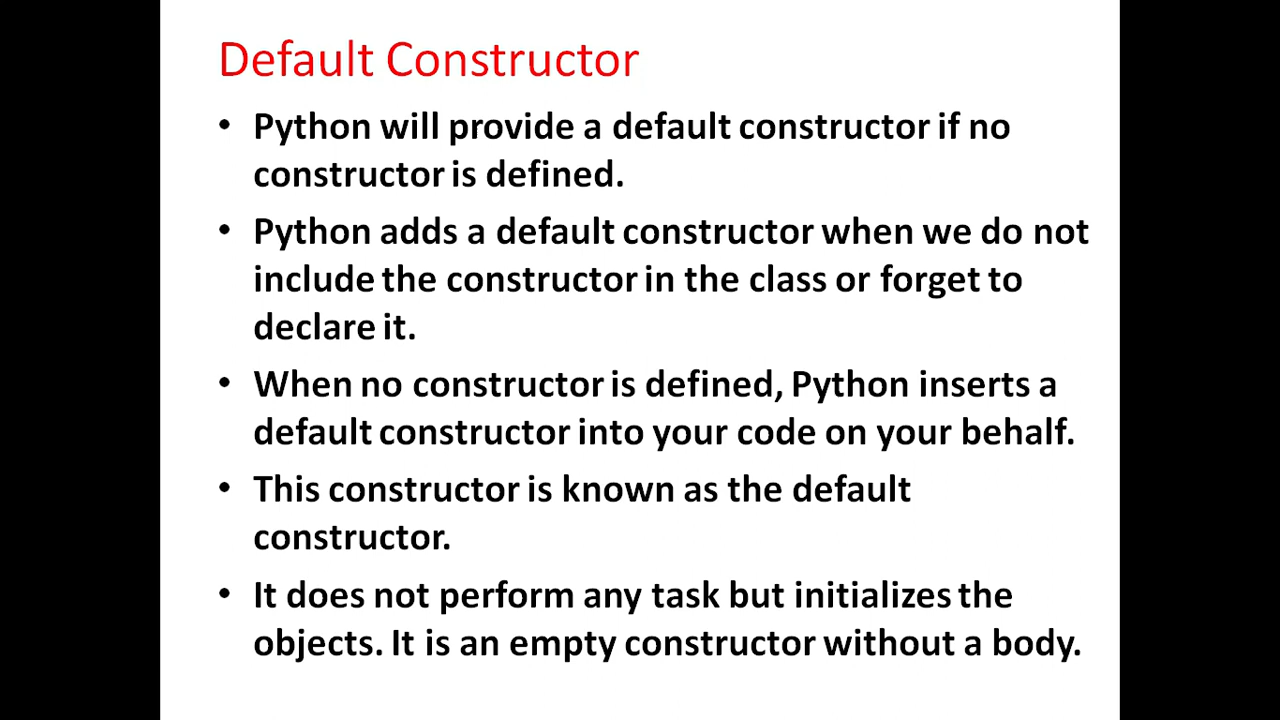 Default Constructor
• Python will provide a default constructor if no
constructor is defined.
• Python adds a default constructor when we do not
include the constructor in the class or forget to
declare it.
• When no constructor is defined, Python inserts a
default constructor into your code on your behalf.
• This constructor is known as the default
constructor.
• It does not perform any task but initializes the
objects. It is an empty constructor without a body.